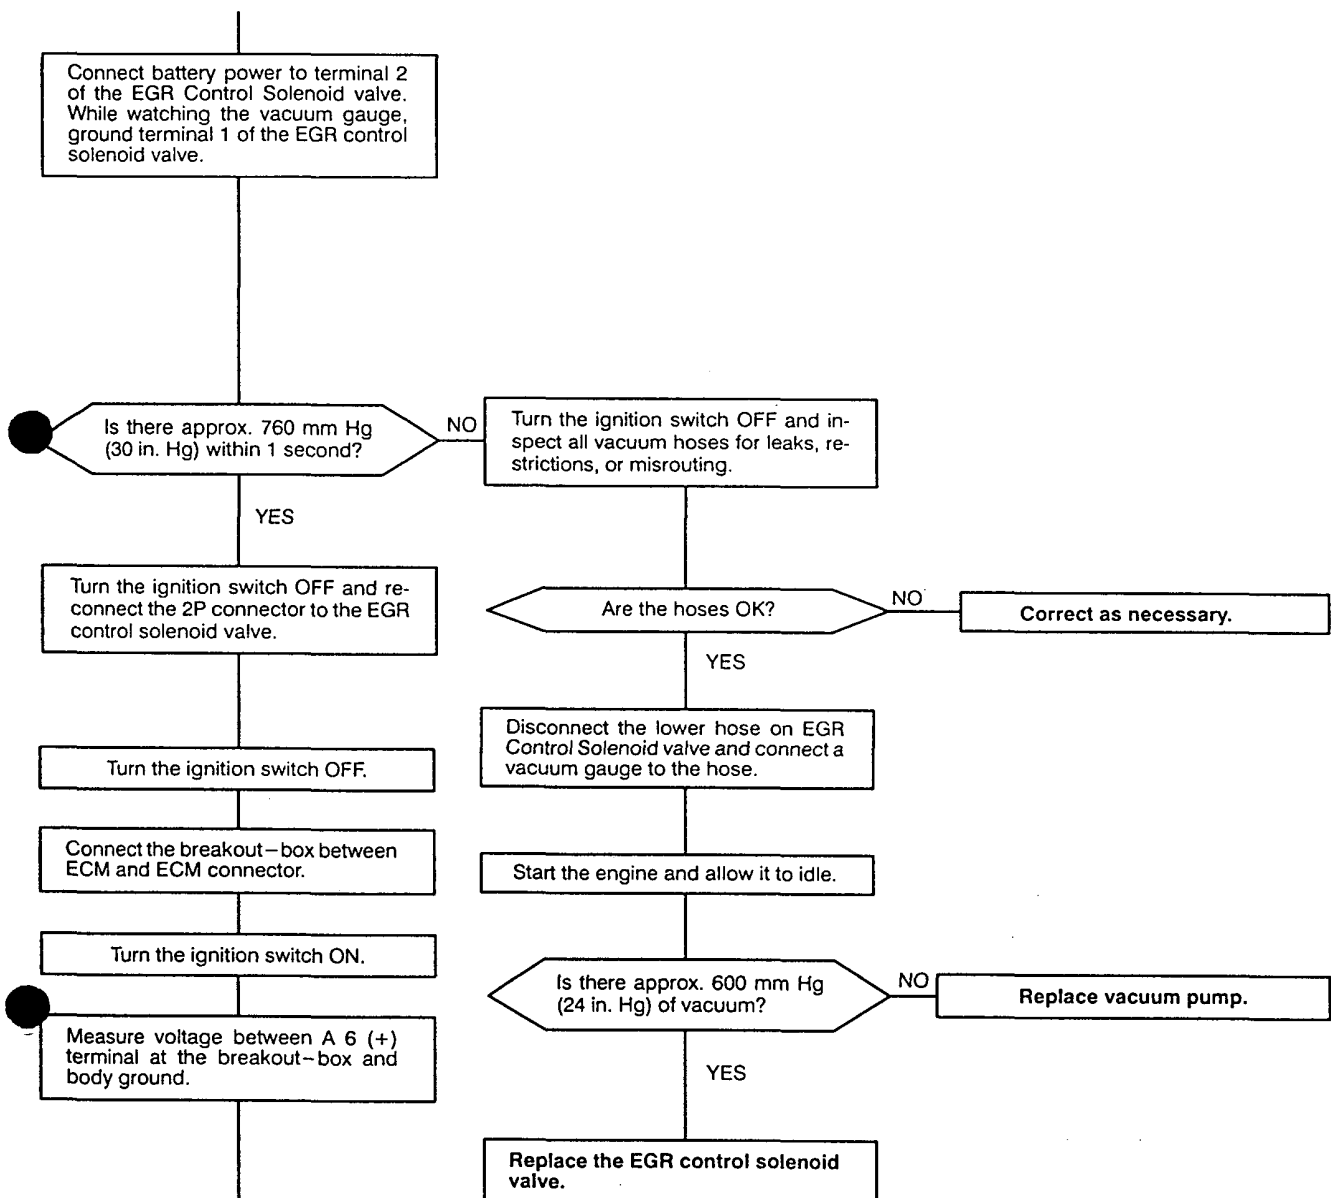 Connect battery power to terminal 2
of the EGR Control Solenoid valve.
While watching the vacuum gauge,
ground terminal 1 of the EGR control
solenoid valve.
Is there approx. 760 mm Hg
(30 in. Hg) within 1 second?
NO
Turn the ignition switch OFF and in-
spect all vacuum hoses for leaks, re-
strictions, or misrouting.
YES
Turn the ignition switch OFF and re-
connect the 2P connector to the EGR
control solenoid valve.
Are the hoses OK?
NO
Correct as necessary.
YES
Disconnect the lower hose on EGR
Control Solenoid valve and connect a
vacuum gauge to the hose.
Turn the ignition switch OFF.
Connect the breakout-box between
ECM and ECM connector.
Start the engine and allow it to idle.
Turn the ignition switch ON.
Is there approx. 600 mm Hg
(24 in. Hg) of vacuum?
NO
Replace vacuum pump.
Measure voltage between A 6 (+)
terminal at the breakout-box and
body ground.
YES
Replace the EGR control solenoid
valve.